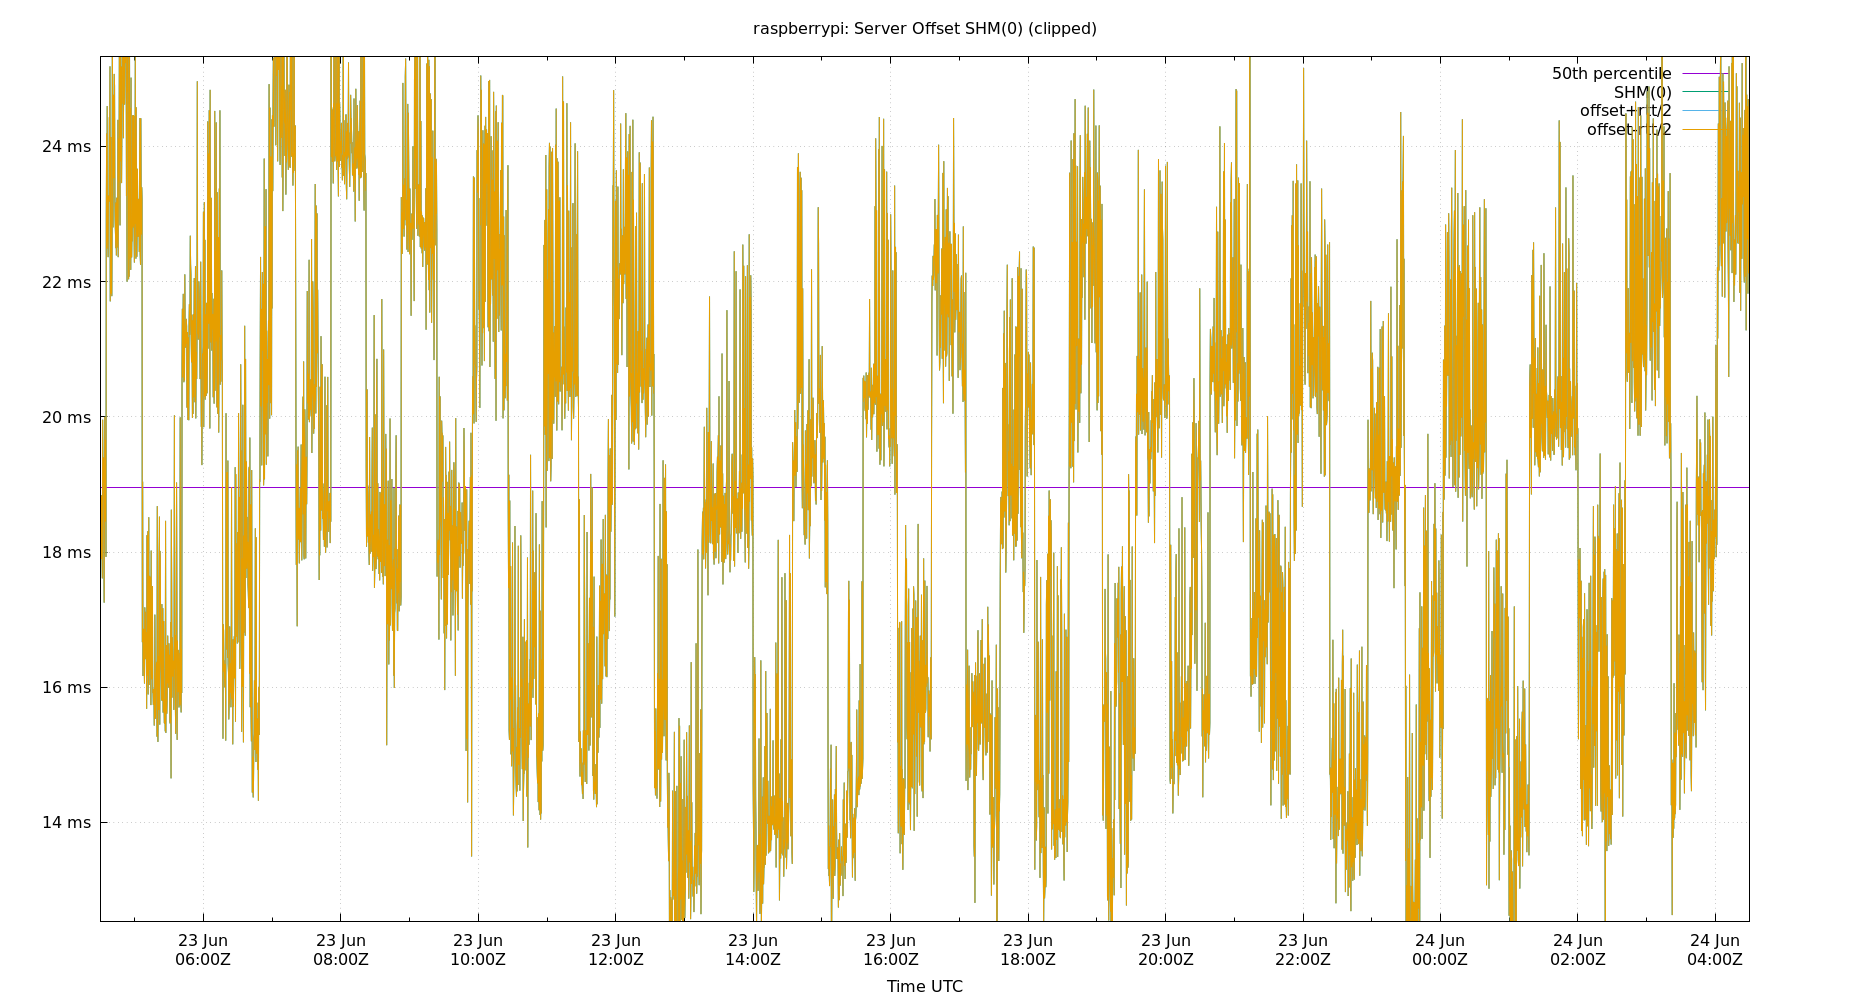 raspberrypi: Server Offset SHM(0) (clipped)
50th percentile
SHM(0)
offset+rtt/2
offset-rtt/2
24 ms
22 ms
20 ms
18 ms
16 ms
14 ms
23 Jun 23 Jun 23 Jun 23 Jun 23 Jun 23 Jun 23 Jun 23 Jun 23 Jun 24 Jun 24 Jun 24 Jun
06:00Z 08:00Z 10:00Z 12:00Z 14:00Z 16:00Z 18:00Z 20:00Z 22:00Z 00:00Z 02:00Z 04:00Z
Time UTC